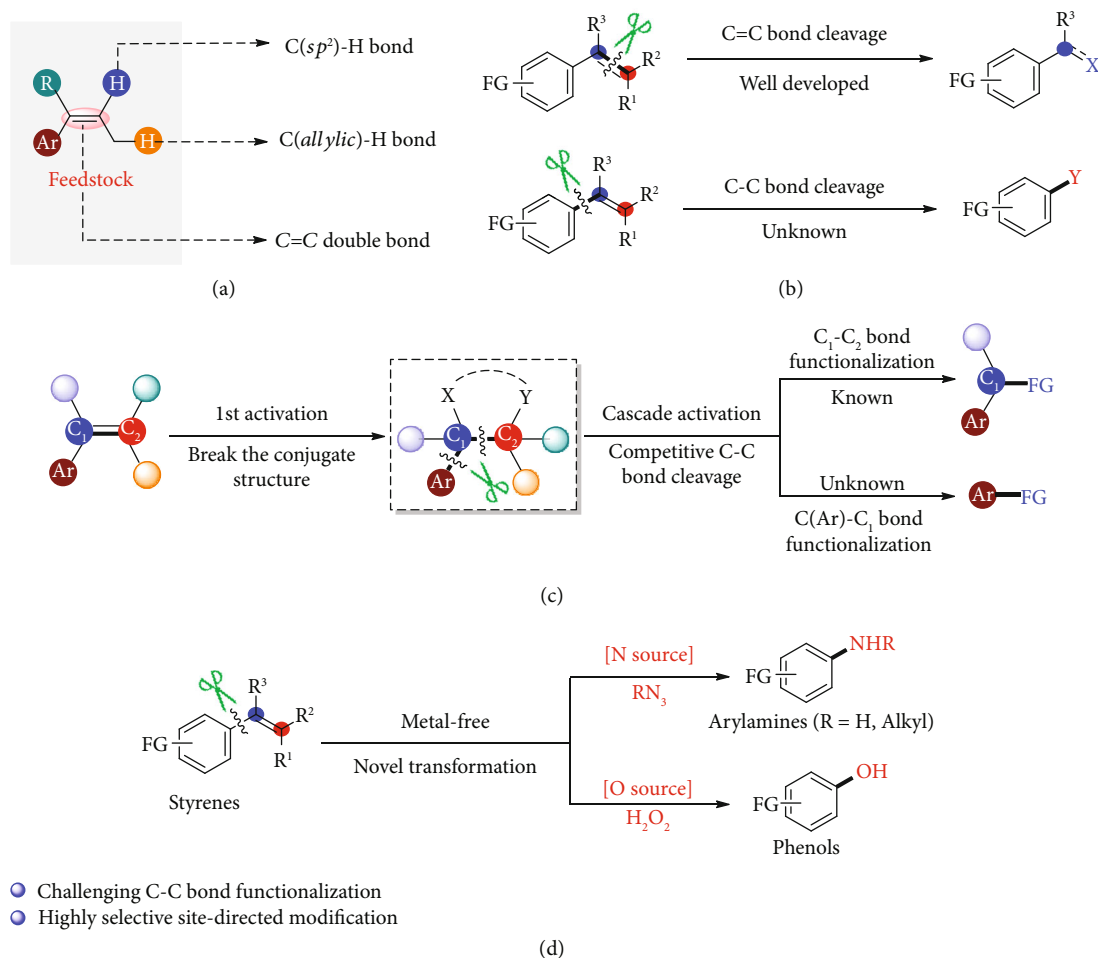 C(sp²)-H bond
R
H
Ar
H
C(allylic)-H bond
Feedstock
C=C double bond
(a)
R³
R²
FG
R¹
C=C bond cleavage
Well developed
R³
FG
X
R³
R²
FG
R¹
C-C bond cleavage
Unknown
Y
FG
(b)
C₁
C₂
Ar
1st activation
Break the conjugate
structure
X
Y
C₁
C₂
Ar
Cascade activation
Competitive C-C
bond cleavage
C₁-C₂ bond
functionalization
Known
C₁
FG
Ar
Unknown
C(Ar)-C₁ bond
functionalization
Ar
FG
(c)
R³
R²
FG
R¹
Styrenes
Metal-free
Novel transformation
[N source]
RN₃
NHR
FG
Arylamines (R = H, Alkyl)
[O source]
H₂O₂
OH
FG
Phenols
Challenging C-C bond functionalization
Highly selective site-directed modification
(d)